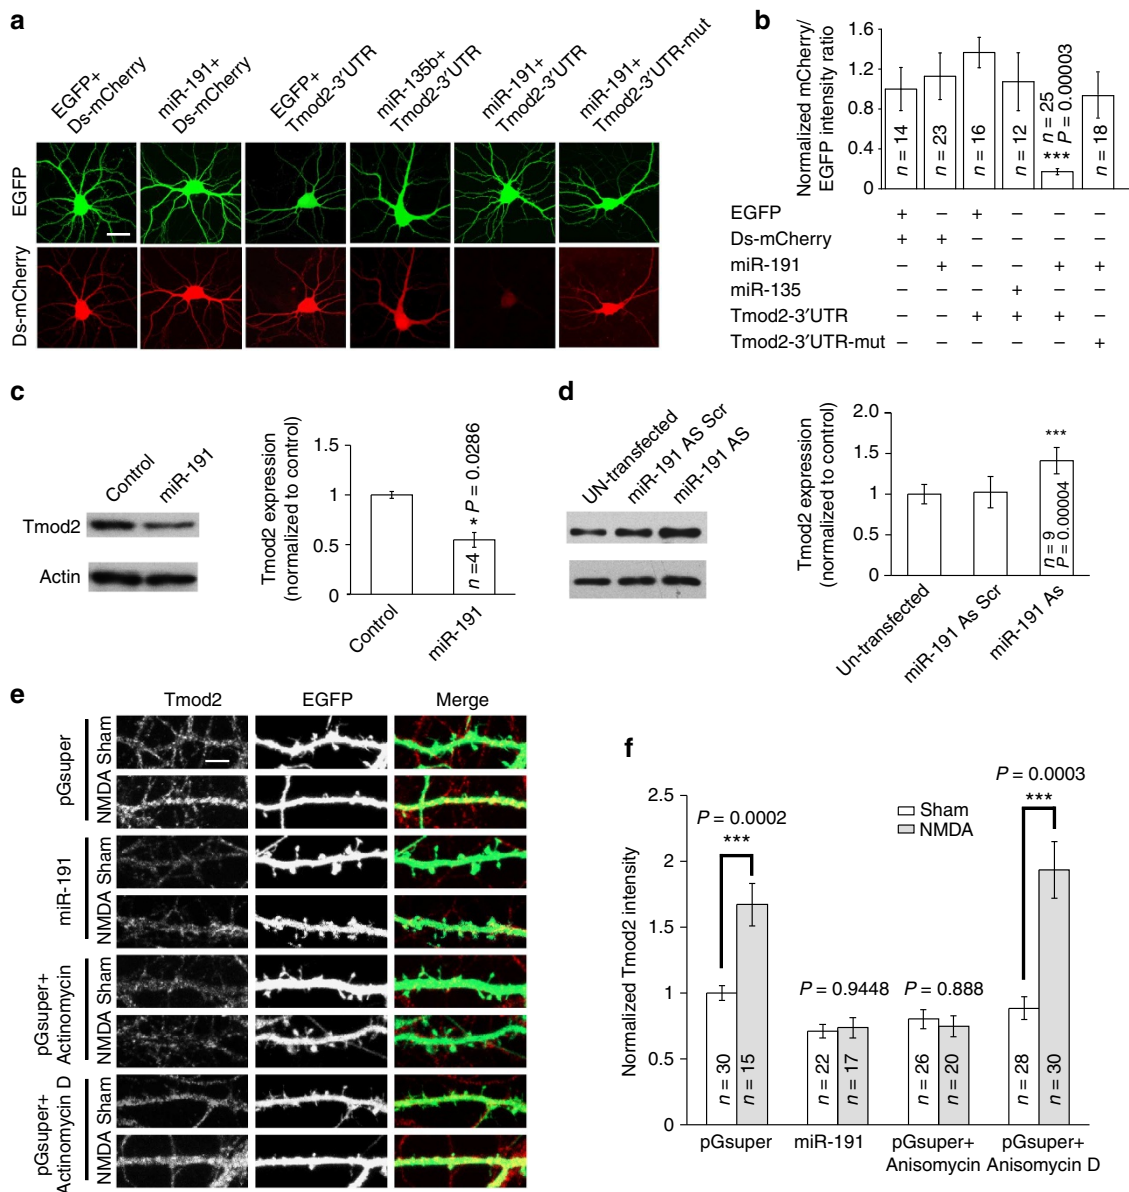 a
EGFP+
Ds-mCherry
miR-191+
Ds-mCherry
EGFP+
Tmod2-3′UTR
miR-135b+
Tmod2-3′UTR
miR-191+
Tmod2-3′UTR
miR-191+
Tmod2-3′UTR-mut
EGFP
Ds-mCherry
b
Normalized mCherry/
EGFP intensity ratio
1.6
1.2
0.8
0.4
0
n = 14
n = 23
n = 16
n = 12
n = 25
P = 0.00003
***
n = 18
EGFP + − + − − −
Ds-mCherry + + − − − −
miR-191 − + − − + +
miR-135 − − − + − −
Tmod2-3′UTR − − + + + −
Tmod2-3′UTR-mut − − − − − +
c
Control
miR-191
Tmod2
Actin
Tmod2 expression
(normalized to control)
1.5
1
0.5
0
* P = 0.0286
n =4
Control
miR-191
d
UN-transfected
miR-191 AS Scr
miR-191 AS
Tmod2 expression
(normalized to control)
2.0
1.5
1
0.5
0
***
n = 9
P = 0.00004
Un-transfected
miR-191 As Scr
miR-191 As
e
Tmod2
EGFP
Merge
pGsuper
Sham
NMDA
miR-191
Sham
NMDA
pGsuper+
Actinomycin
Sham
NMDA
pGsuper+
Actinomycin D
Sham
NMDA
f
Normalized Tmod2 intensity
2.5
2
1.5
1
0.5
0
Sham
NMDA
P = 0.0002
***
P = 0.9448
P = 0.888
P = 0.0003
***
n = 30
n = 15
n = 22
n = 17
n = 26
n = 20
n = 28
n = 30
pGsuper
miR-191
pGsuper+
Anisomycin
pGsuper+
Anisomycin D